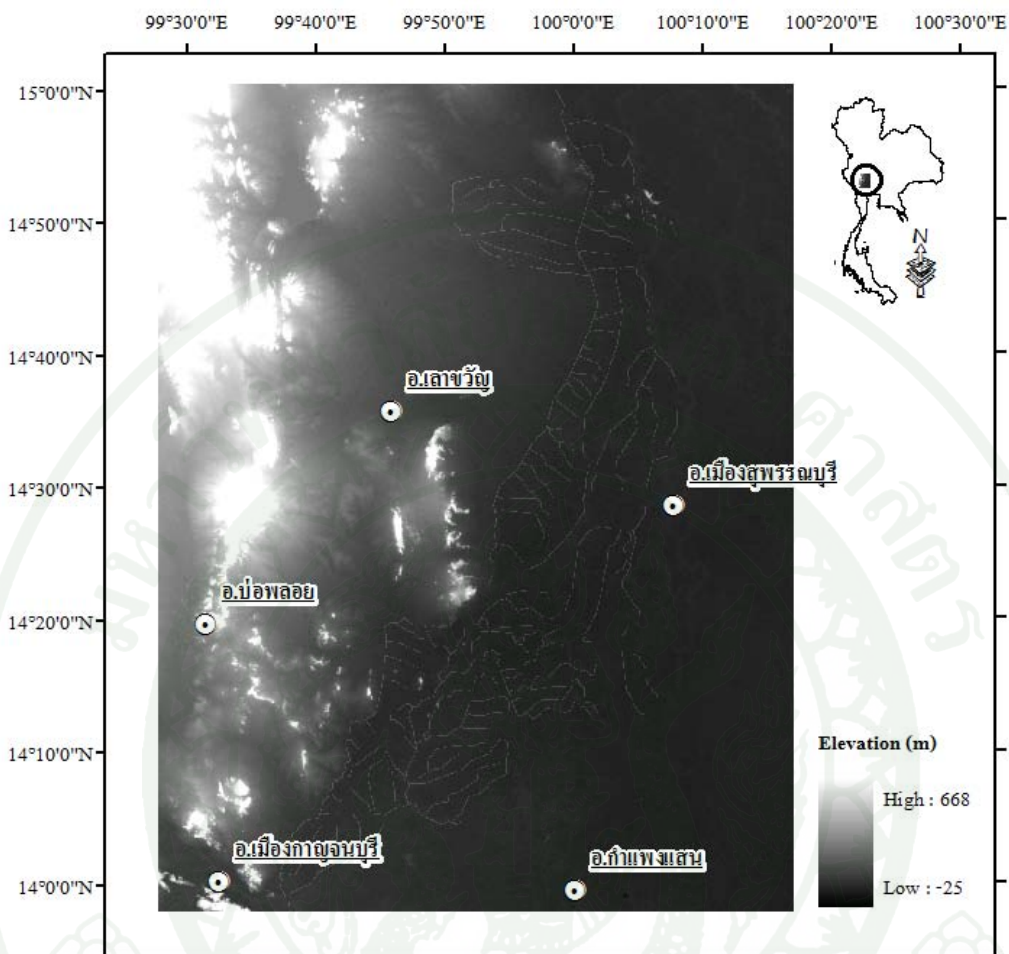 99°30'0"E 99°40'0"E 99°50'0"E 100°0'0"E 100°10'0"E 100°20'0"E 100°30'0"E
15°0'0"N
14°50'0"N
N
14°40'0"N
อ.เลาขวัญ
14°30'0"N
อ.เมืองสุพรรณบุรี
อ.บ่อพลอย
14°20'0"N
14°10'0"N
Elevation (m)
High : 668
อ.เมืองกาญจนบุรี
อ.กำแพงแสน
14°0'0"N
Low : -25